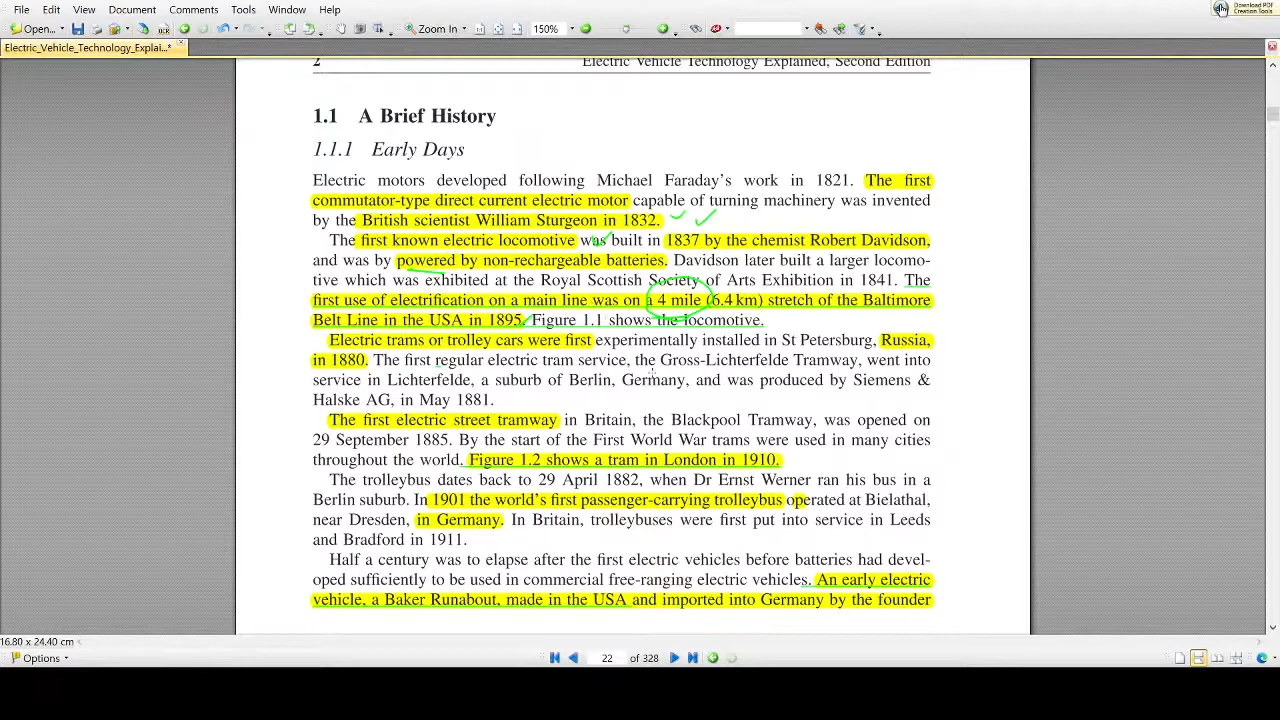 File Edit View Document Comments Tools Window Help
Download PDF
Creation Tools
Open... Zoom In 150%
Electric_Vehicle_Technology_Explai...*
2 Electric Vehicle Technology Explained, Second Edition
1.1 A Brief History
1.1.1 Early Days
Electric motors developed following Michael Faraday's work in 1821. The first
commutator-type direct current electric motor capable of turning machinery was invented
by the British scientist William Sturgeon in 1832.
The first known electric locomotive was built in 1837 by the chemist Robert Davidson,
and was by powered by non-rechargeable batteries. Davidson later built a larger locomo-
tive which was exhibited at the Royal Scottish Society of Arts Exhibition in 1841. The
first use of electrification on a main line was on a 4 mile (6.4 km) stretch of the Baltimore
Belt Line in the USA in 1895. Figure 1.1 shows the locomotive.
Electric trams or trolley cars were first experimentally installed in St Petersburg, Russia,
in 1880. The first regular electric tram service, the Gross-Lichterfelde Tramway, went into
service in Lichterfelde, a suburb of Berlin, Germany, and was produced by Siemens &
Halske AG, in May 1881.
The first electric street tramway in Britain, the Blackpool Tramway, was opened on
29 September 1885. By the start of the First World War trams were used in many cities
throughout the world. Figure 1.2 shows a tram in London in 1910.
The trolleybus dates back to 29 April 1882, when Dr Ernst Werner ran his bus in a
Berlin suburb. In 1901 the world's first passenger-carrying trolleybus operated at Bielathal,
near Dresden, in Germany. In Britain, trolleybuses were first put into service in Leeds
and Bradford in 1911.
Half a century was to elapse after the first electric vehicles before batteries had devel-
oped sufficiently to be used in commercial free-ranging electric vehicles. An early electric
vehicle, a Baker Runabout, made in the USA and imported into Germany by the founder
16.80 x 24.40 cm
Options 22 of 328